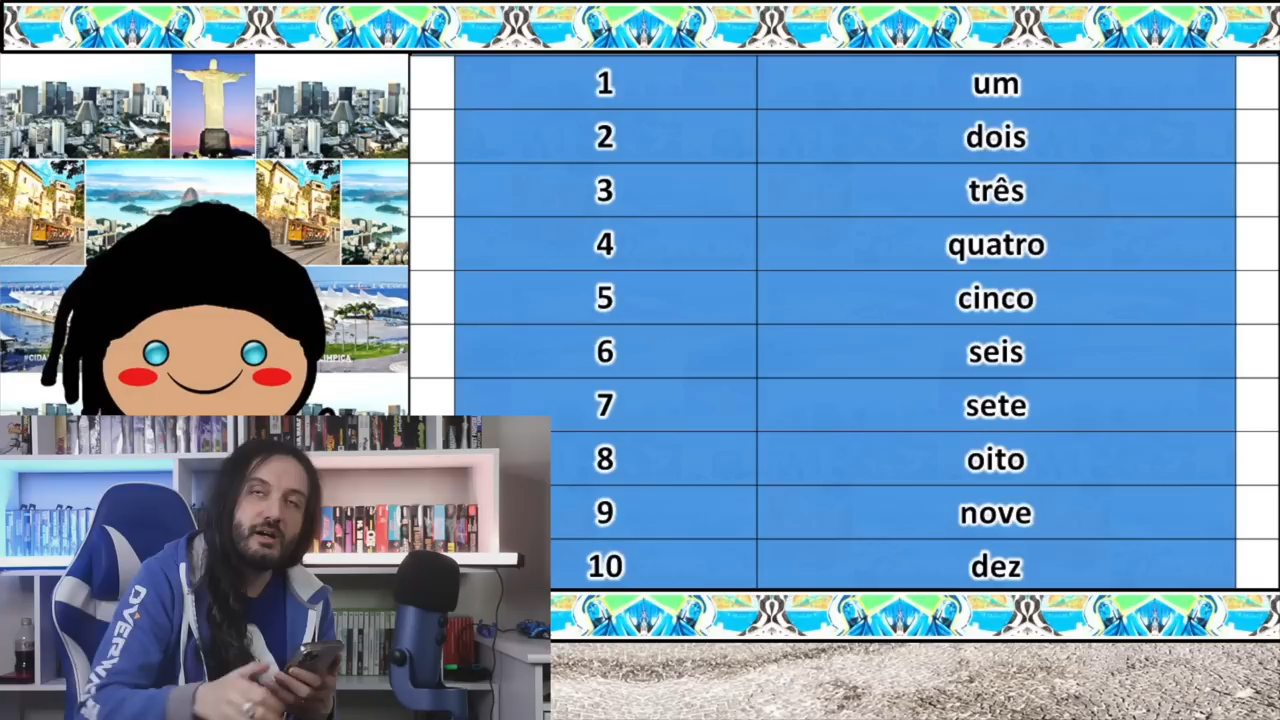 1 um
2 dois
3 três
4 quatro
5 cinco
6 seis
7 sete
8 oito
9 nove
10 dez
OVERWA